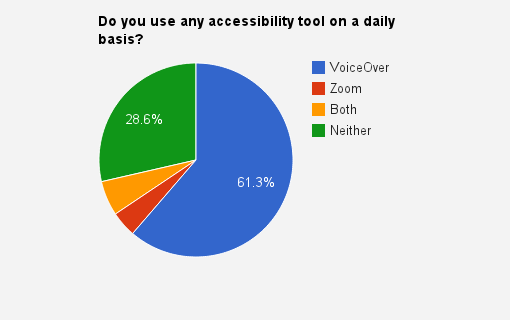 Do you use any accessibility tool on a daily
basis?
VoiceOver
Zoom
Both
Neither
28.6%
61.3%